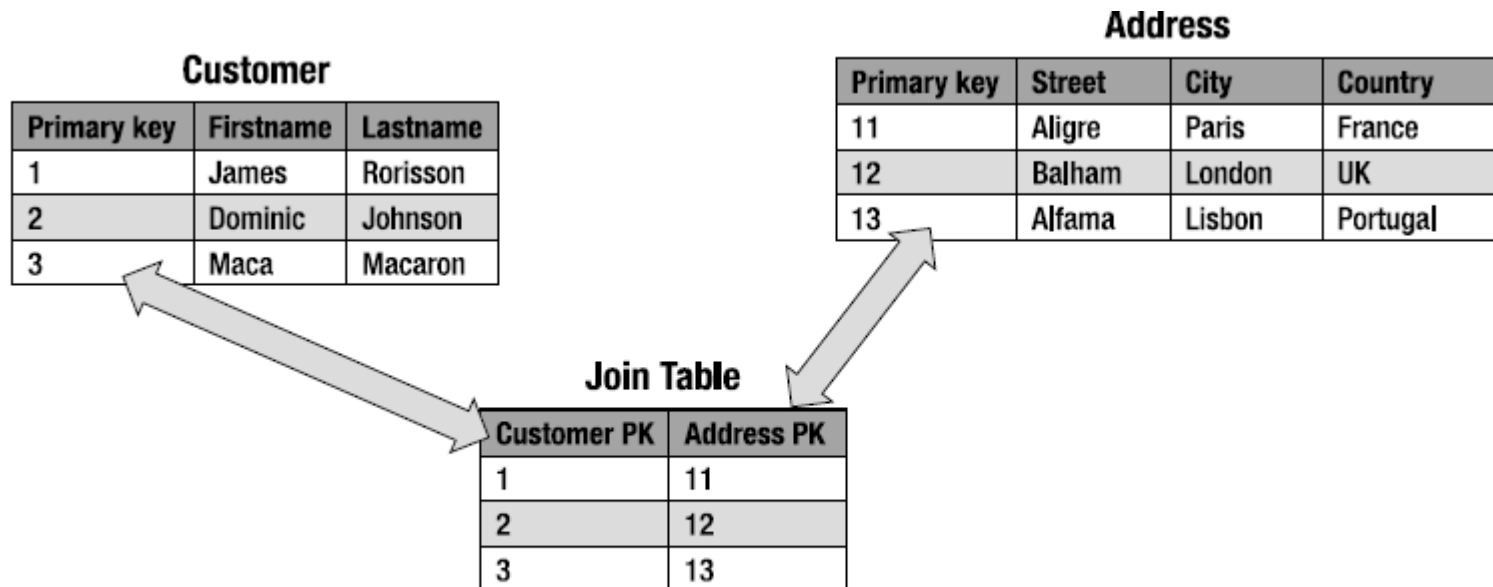 Customer
Primary key Firstname Lastname
1 James Rorisson
2 Dominic Johnson
3 Maca Macaron
Address
Primary key Street City Country
11 Aligre Paris France
12 Balham London UK
13 Alfama Lisbon Portugal
Join Table
Customer PK Address PK
1 11
2 12
3 13